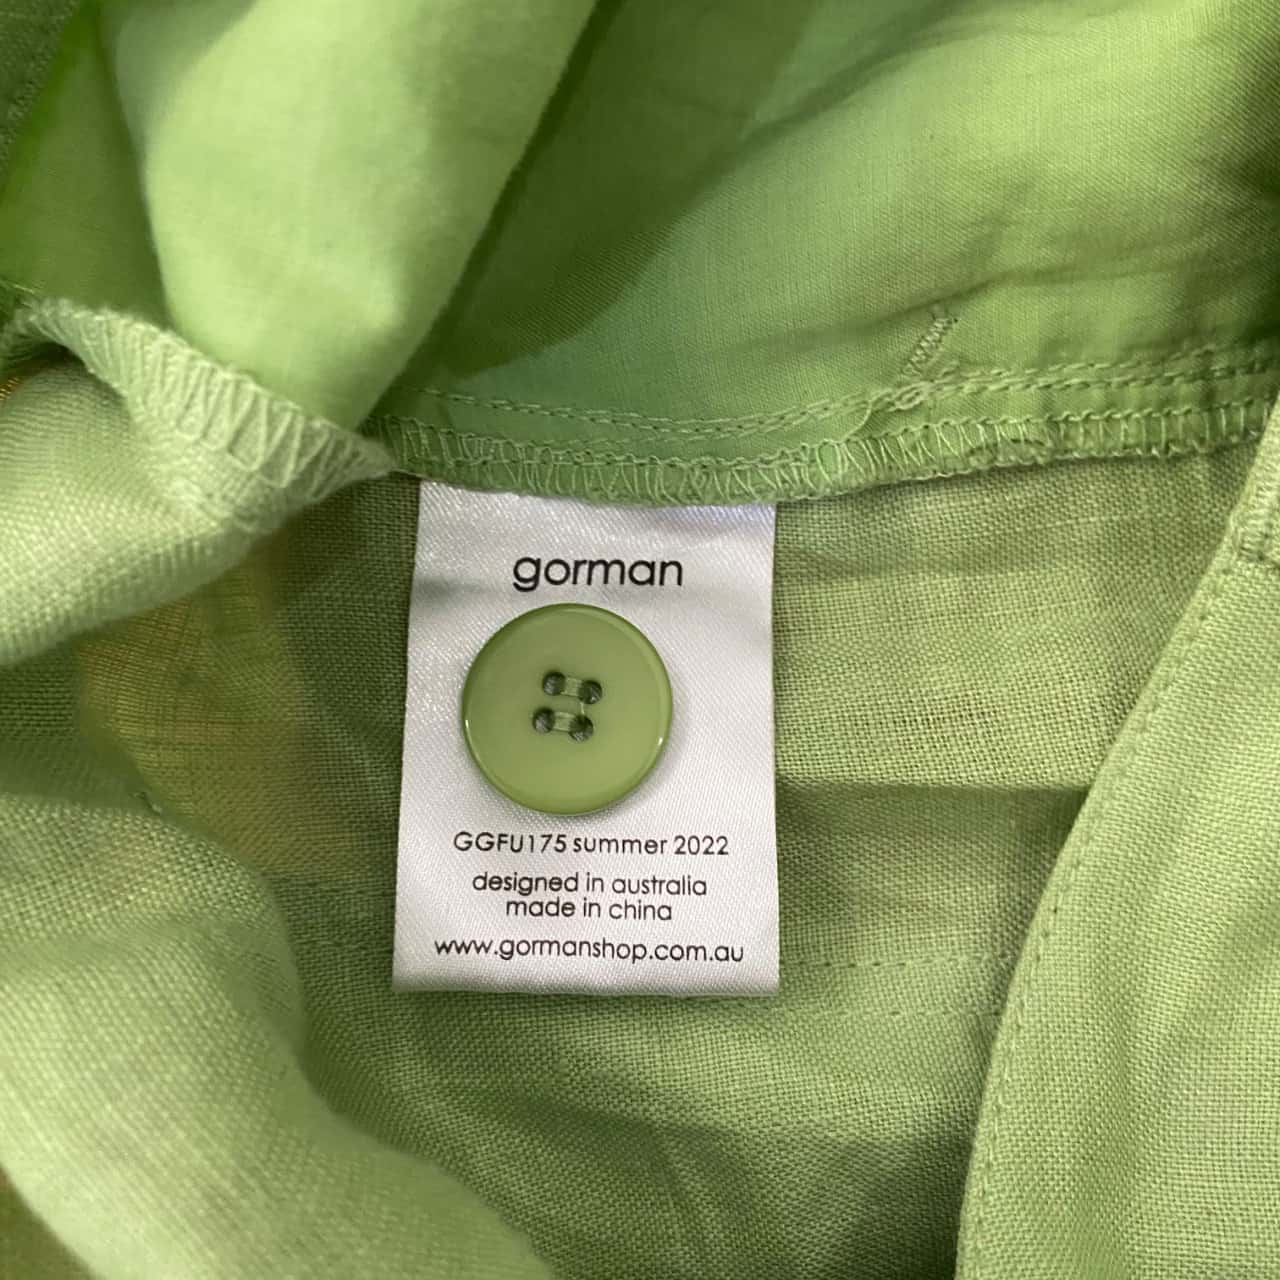 gorman
GGFU175 summer 2022
designed in australia
made in china
www.gormanshop.com.au